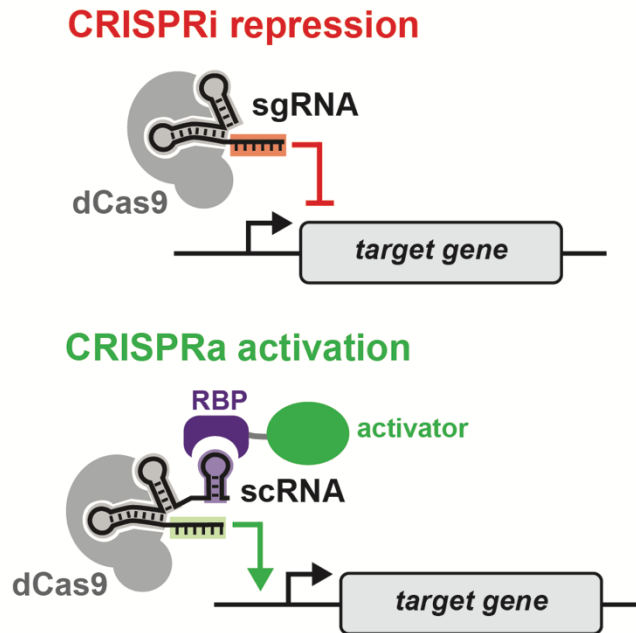 CRISPRi repression
sgRNA
dCas9
target gene
CRISPRa activation
RBP
activator
scRNA
dCas9
target gene